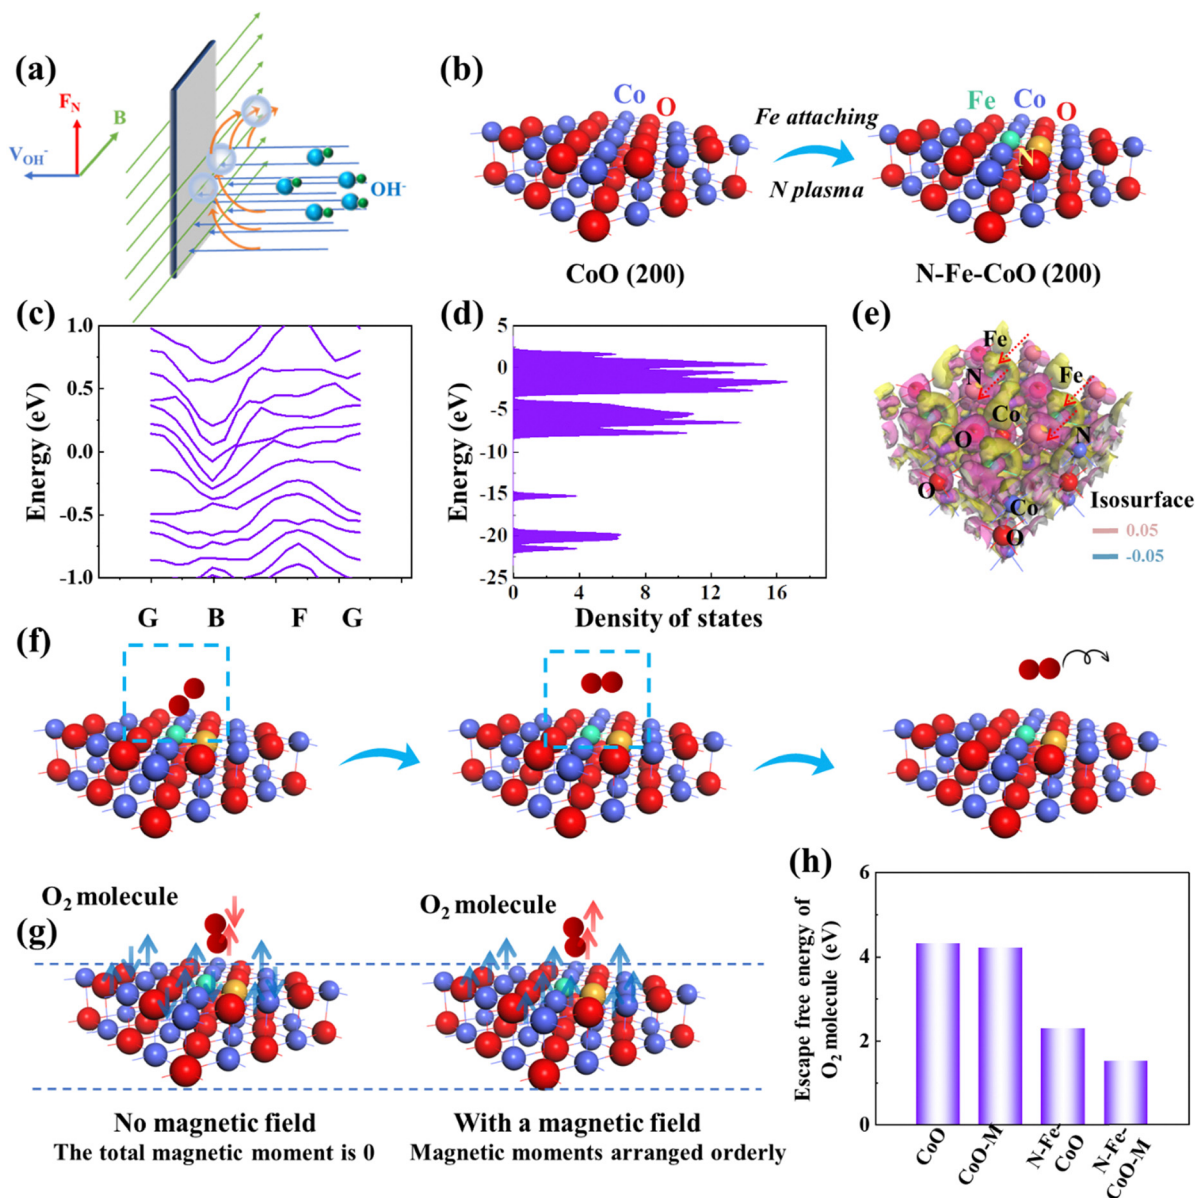 (a)
F_N
B
V_OH⁻
OH⁻
(b)
Co
O
Fe attaching
N plasma
Fe
Co
O
N
CoO (200)
N-Fe-CoO (200)
(c)
1.0
0.5
0.0
-0.5
-1.0
Energy (eV)
G B F G
(d)
5
0
-5
-10
-15
-20
-25
Energy (eV)
0 4 8 12 16
Density of states
(e)
Fe
N
Fe
Co
O
N
O
Co
O
Isosurface
0.05
-0.05
(f)
(g)
O₂ molecule
O₂ molecule
No magnetic field
The total magnetic moment is 0
With a magnetic field
Magnetic moments arranged orderly
(h)
6
4
2
0
Escape free energy of
O₂ molecule (eV)
CoO
CoO-M
N-Fe-
CoO
N-Fe-
CoO-M